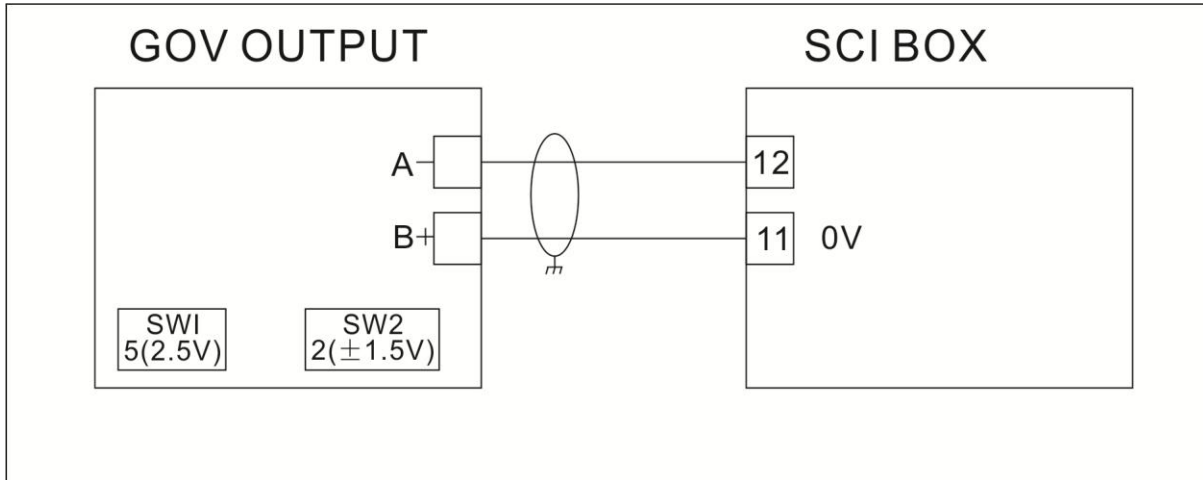 GOV OUTPUT
SCI BOX
A-
12
B+
11
0V
SWI
5(2.5V)
SW2
2(±1.5V)